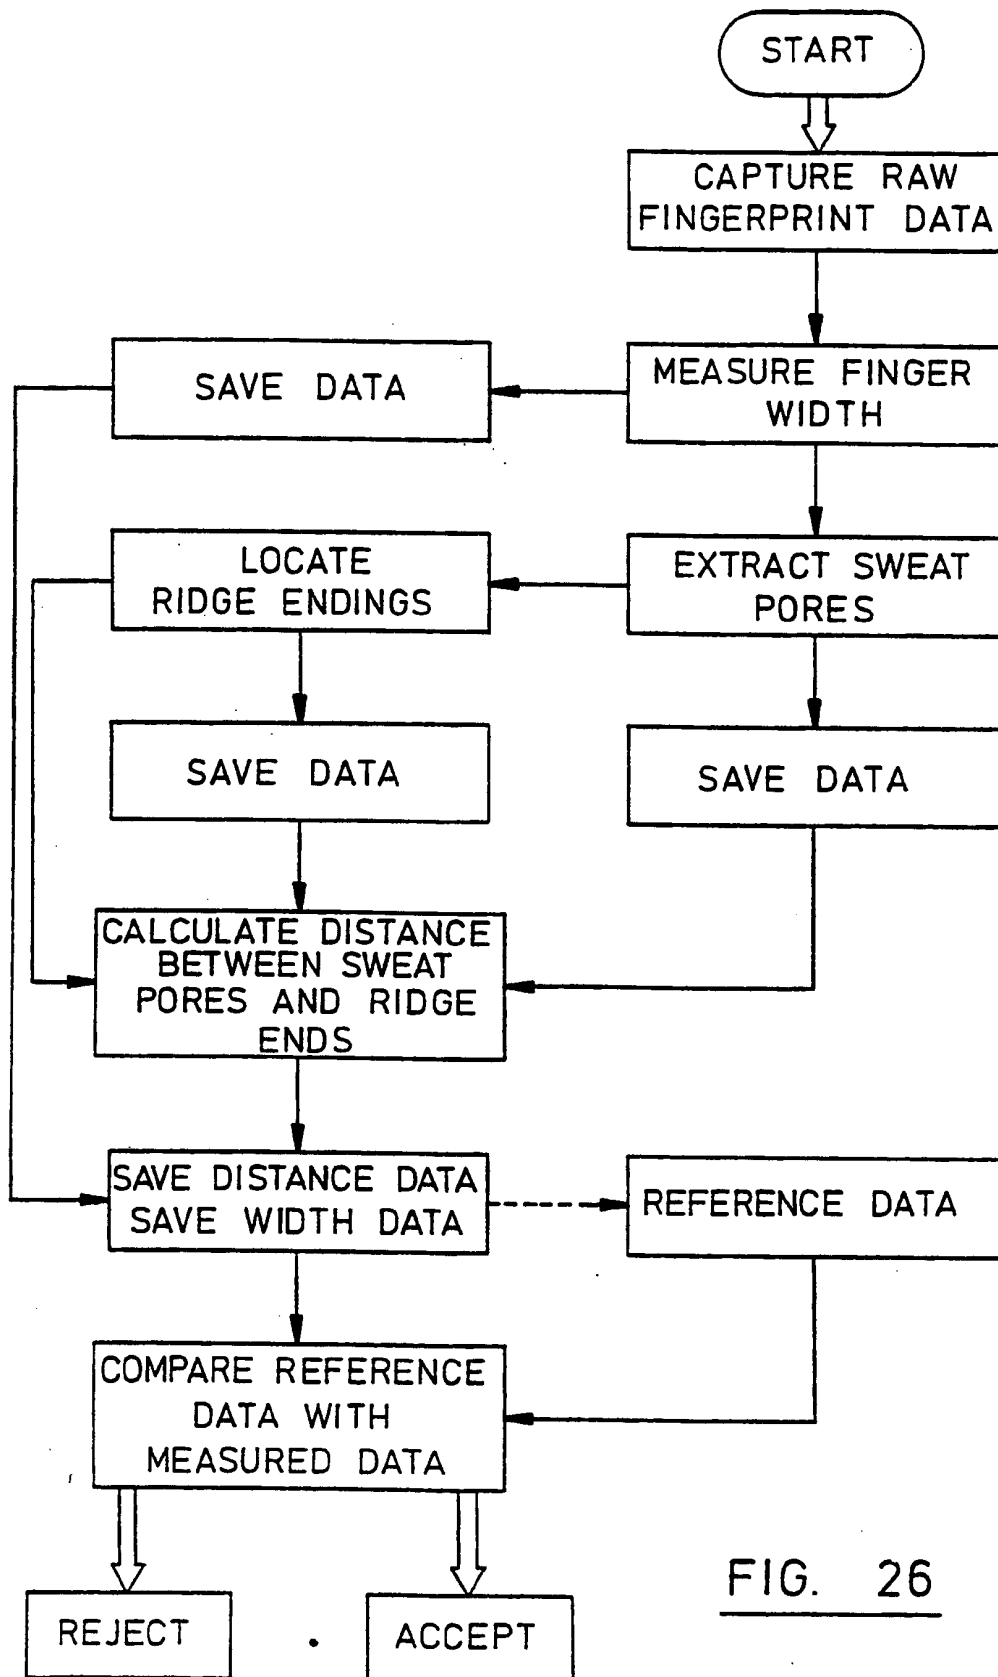 START
CAPTURE RAW
FINGERPRINT DATA
MEASURE FINGER
WIDTH
SAVE DATA
EXTRACT SWEAT
PORES
LOCATE
RIDGE ENDINGS
SAVE DATA
SAVE DATA
CALCULATE DISTANCE
BETWEEN SWEAT
PORES AND RIDGE
ENDS
SAVE DISTANCE DATA
SAVE WIDTH DATA
REFERENCE DATA
COMPARE REFERENCE
DATA WITH
MEASURED DATA
REJECT
ACCEPT
FIG. 26